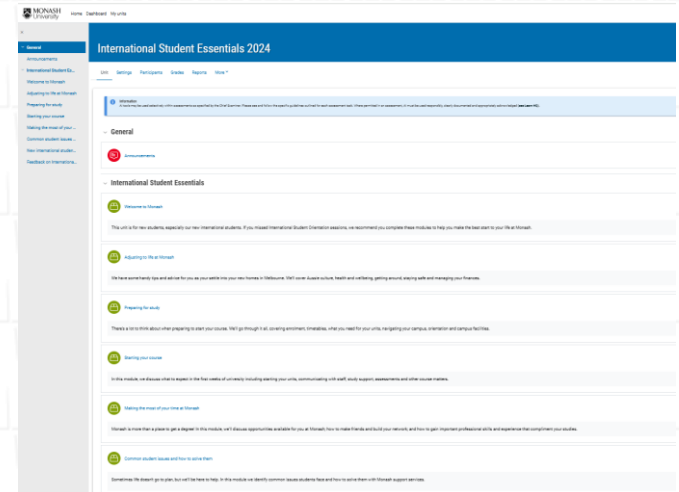 MONASH University
Home Dashboard My units
General
Announcements
International Student Es...
Welcome to Monash
Adjusting to life at Monash
Preparing for study
Starting your course
Making the most of your ...
Common student issues ...
New international studen...
Feedback on Internationa...
International Student Essentials 2024
Unit Settings Participants Grades Reports More
Information
General
Announcements
International Student Essentials
Welcome to Monash
This unit is for new students, especially our new international students. If you missed International Student Orientation sessions, we recommend you complete these modules to help you make the best start to your life at Monash.
Adjusting to life at Monash
We have some handy tips and advice for you as your settle into your new homes in Melbourne. We'll cover Aussie culture, health and wellbeing, getting around, staying safe and managing your finances.
Preparing for study
There's a lot to think about when preparing to start your course. We'll go through it all, covering enrolment, timetables, what you need for your units, navigating your campus, orientation and campus facilities.
Starting your course
In this module, we discuss what to expect in the first weeks of university including starting your units, communicating with staff, study support, assessments and other course matters.
Making the most of your time at Monash
Monash is more than a place to get a degree! In this module, we'll discuss opportunities available for you at Monash, how to make friends and build your network, and how to gain important professional skills and experience that compliment your studies.
Common student issues and how to solve them
Sometimes life doesn't go to plan, but we'll be here to help. In this module we identify common issues students face and how to solve them with Monash support services.